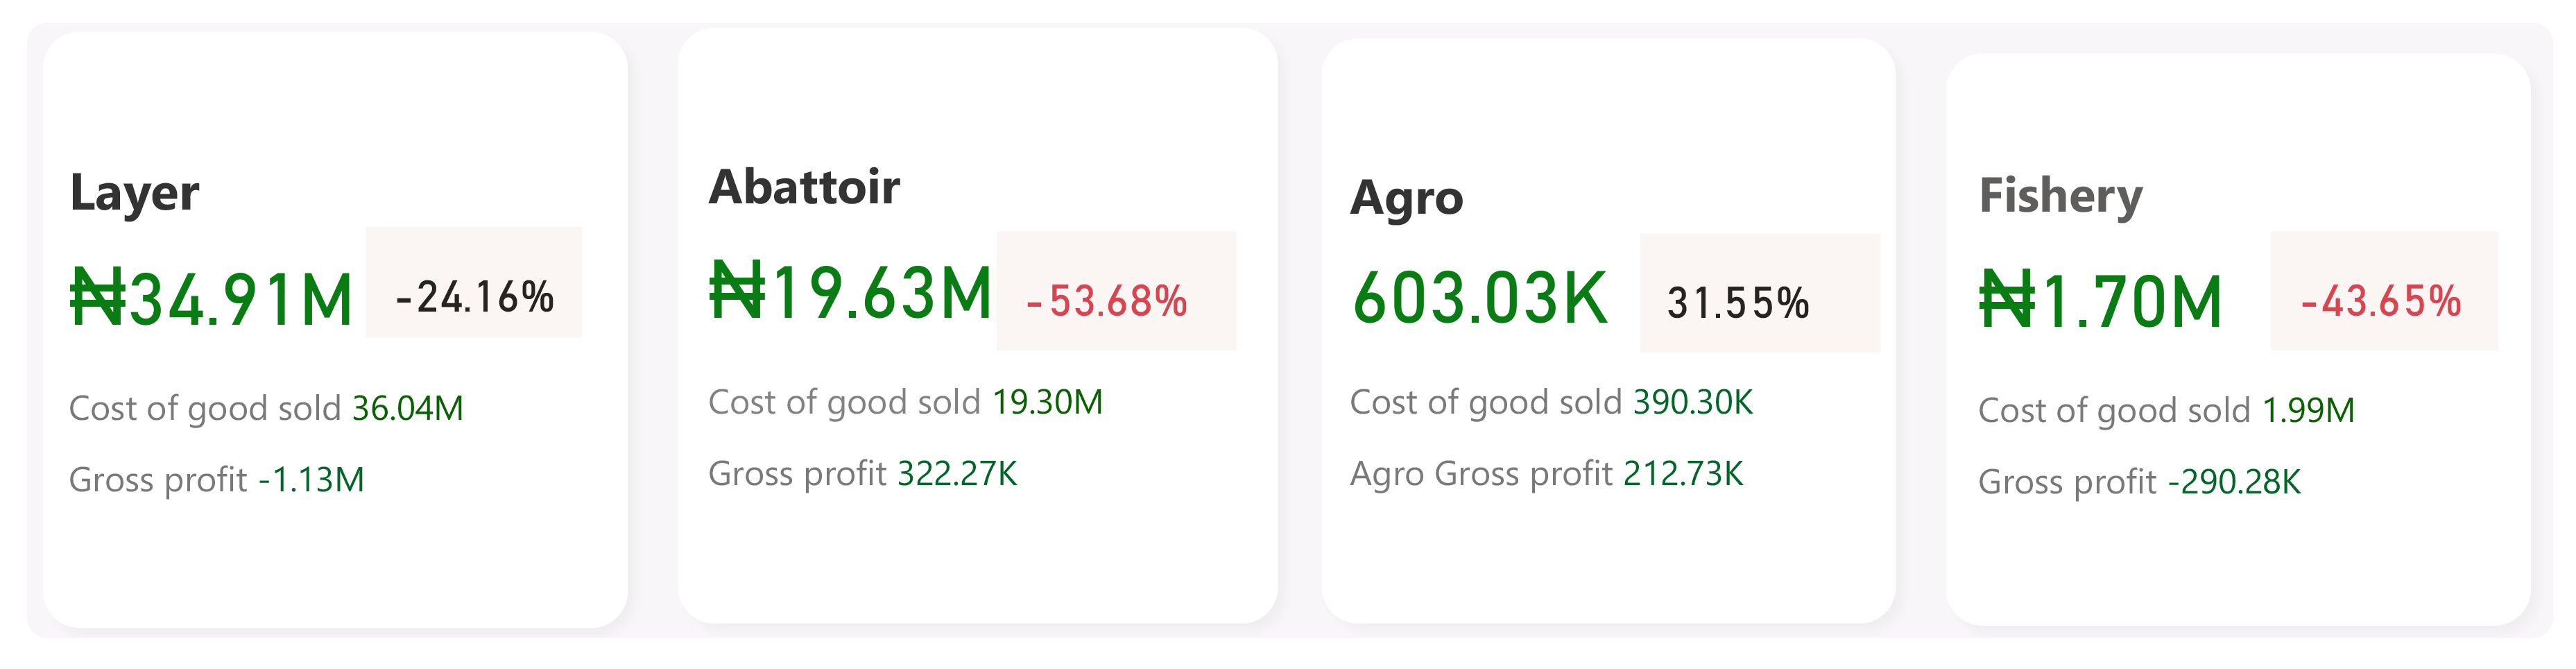 Layer
₦34.91M -24.16%
Cost of good sold 36.04M
Gross profit -1.13M
Abattoir
₦19.63M -53.68%
Cost of good sold 19.30M
Gross profit 322.27K
Agro
603.03K 31.55%
Cost of good sold 390.30K
Agro Gross profit 212.73K
Fishery
₦1.70M -43.65%
Cost of good sold 1.99M
Gross profit -290.28K